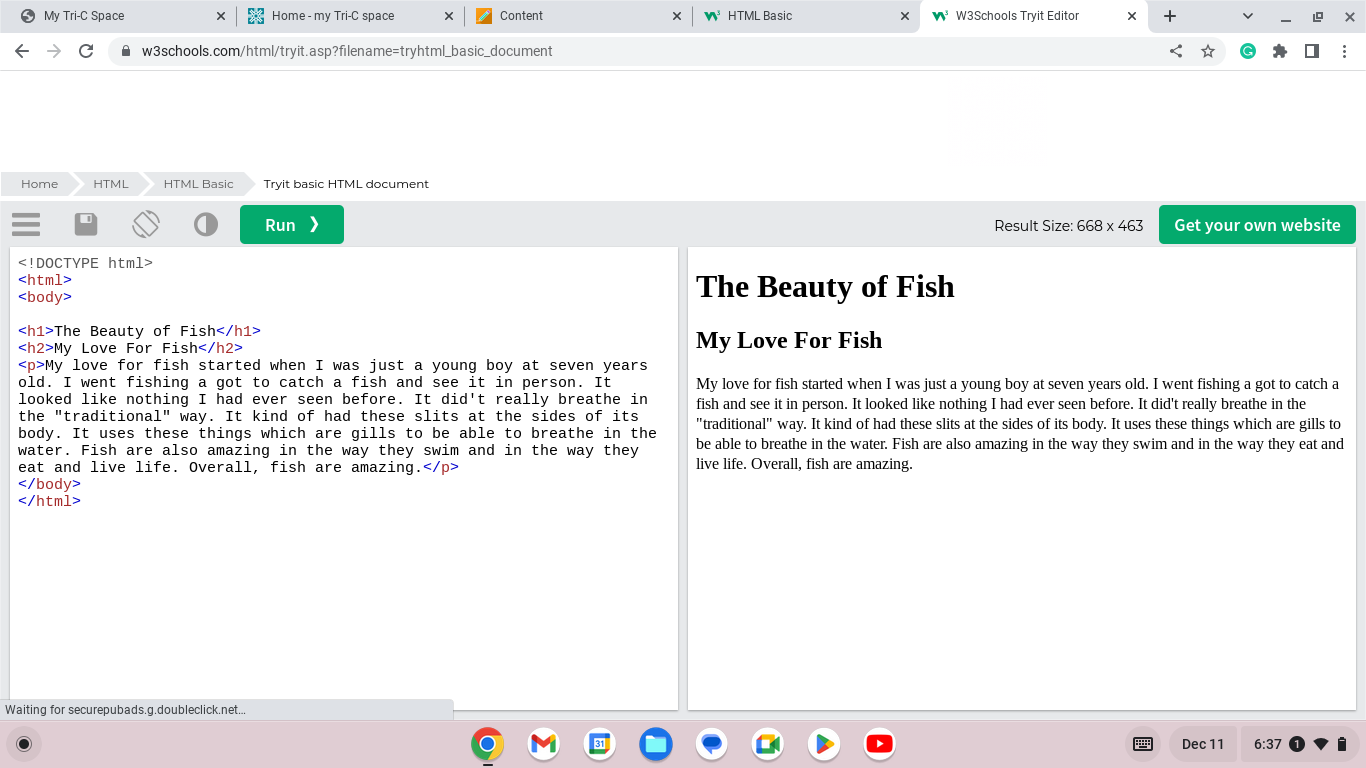 My Tri-C Space
Home - my Tri-C space
Content
HTML Basic
W3Schools Tryit Editor
w3schools.com/html/tryit.asp?filename=tryhtml_basic_document
Home
HTML
HTML Basic
Tryit basic HTML document
Run ❯
Result Size: 668 x 463
Get your own website
<!DOCTYPE html>
<html>
<body>
<h1>The Beauty of Fish</h1>
<h2>My Love For Fish</h2>
<p>My love for fish started when I was just a young boy at seven years
old. I went fishing a got to catch a fish and see it in person. It
looked like nothing I had ever seen before. It did't really breathe in
the "traditional" way. It kind of had these slits at the sides of its
body. It uses these things which are gills to be able to breathe in the
water. Fish are also amazing in the way they swim and in the way they
eat and live life. Overall, fish are amazing.</p>
</body>
</html>
The Beauty of Fish
My Love For Fish
My love for fish started when I was just a young boy at seven years old. I went fishing a got to catch a
fish and see it in person. It looked like nothing I had ever seen before. It did't really breathe in the
"traditional" way. It kind of had these slits at the sides of its body. It uses these things which are gills to
be able to breathe in the water. Fish are also amazing in the way they swim and in the way they eat and
live life. Overall, fish are amazing.
Waiting for securepubads.g.doubleclick.net…
31
Dec 11
6:37
1